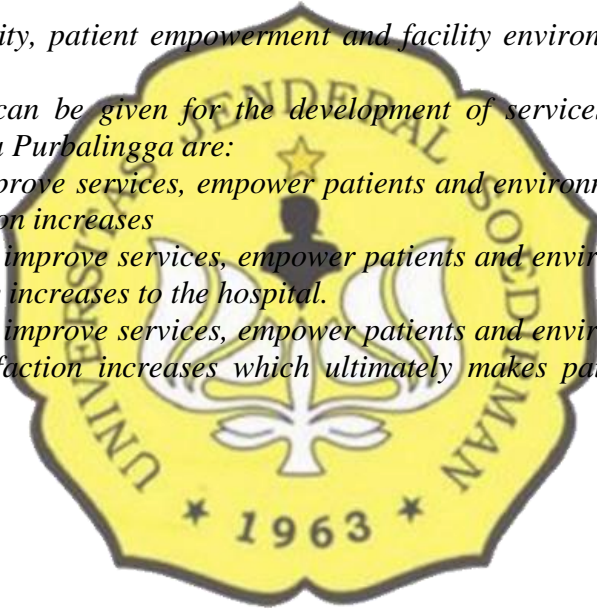 ity, patient empowerment and facility environ
can be given for the development of service
a Purbalingga are:
prove services, empower patients and environm
on increases
improve services, empower patients and envir
increases to the hospital.
improve services, empower patients and envir
faction increases which ultimately makes pa
UNIVERSITAS JENDERAL SOEDIRMAN
★ 1963 ★